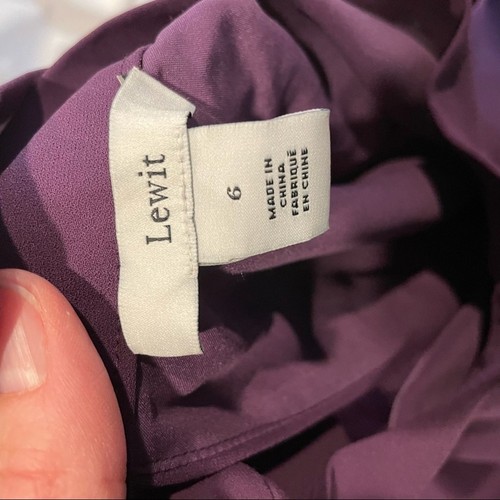 Lewit
6
MADE IN
CHINA
FABRIQUÉ
EN CHINE